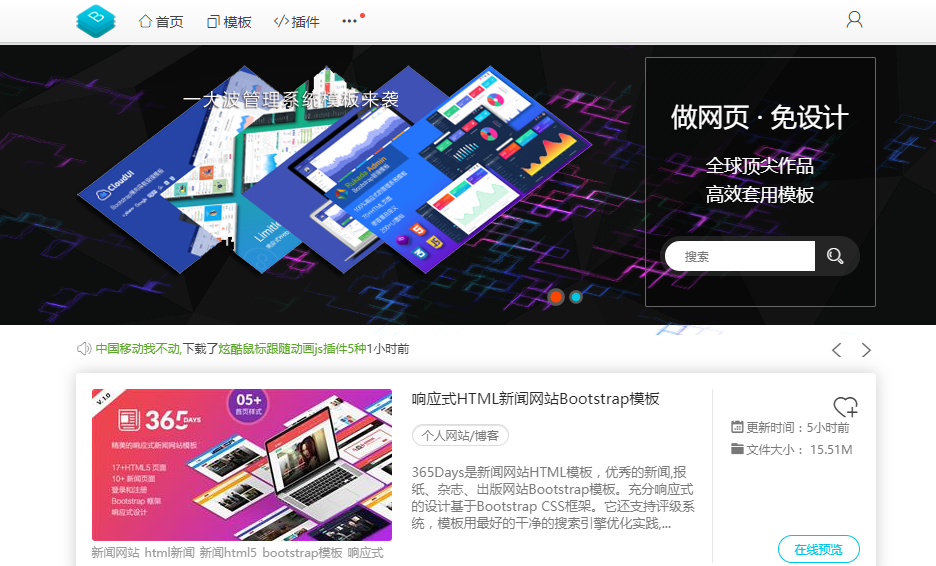 首页
模板
插件
一大波管理系统模板来袭
CloudUI
Limitl
Rukada Admin
做网页 · 免设计
全球顶尖作品
高效套用模板
搜索
中国移动我不动,下载了炫酷鼠标跟随动画js插件5种1小时前
V.1.0
365DAYS
05+
首页样式
精美的响应式新闻网站模板
17+HTML5 页面
10+ 新闻页面
登录和注册
Bootstrap 框架
响应式设计
新闻网站 html新闻 新闻html5 bootstrap模板 响应式
响应式HTML新闻网站Bootstrap模板
个人网站/博客
365Days是新闻网站HTML模板，优秀的新闻,报
纸、杂志、出版网站Bootstrap模板。充分响应式
的设计基于Bootstrap CSS框架。它还支持评级系
统，模板用最好的干净的搜索引擎优化实践,...
更新时间：5小时前
文件大小： 15.51M
在线预览